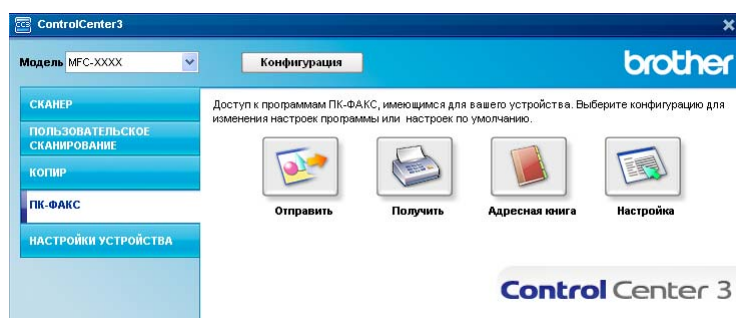 ControlCenter3
Модель MFC-XXXX
Конфигурация
brother
СКАНЕР
ПОЛЬЗОВАТЕЛЬСКОЕ
СКАНИРОВАНИЕ
КОПИР
ПК-ФАКС
НАСТРОЙКИ УСТРОЙСТВА
Доступ к программам ПК-ФАКС, имеющимся для вашего устройства. Выберите конфигурацию для
изменения настроек программы или настроек по умолчанию.
Отправить
Получить
Адресная книга
Настройка
Control Center 3